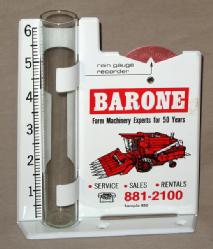 6
5
4
3
2
1
rain gauge
recorder
BARONE
Farm Machinery Experts for 50 Years
• SERVICE • SALES • RENTALS
881-2100